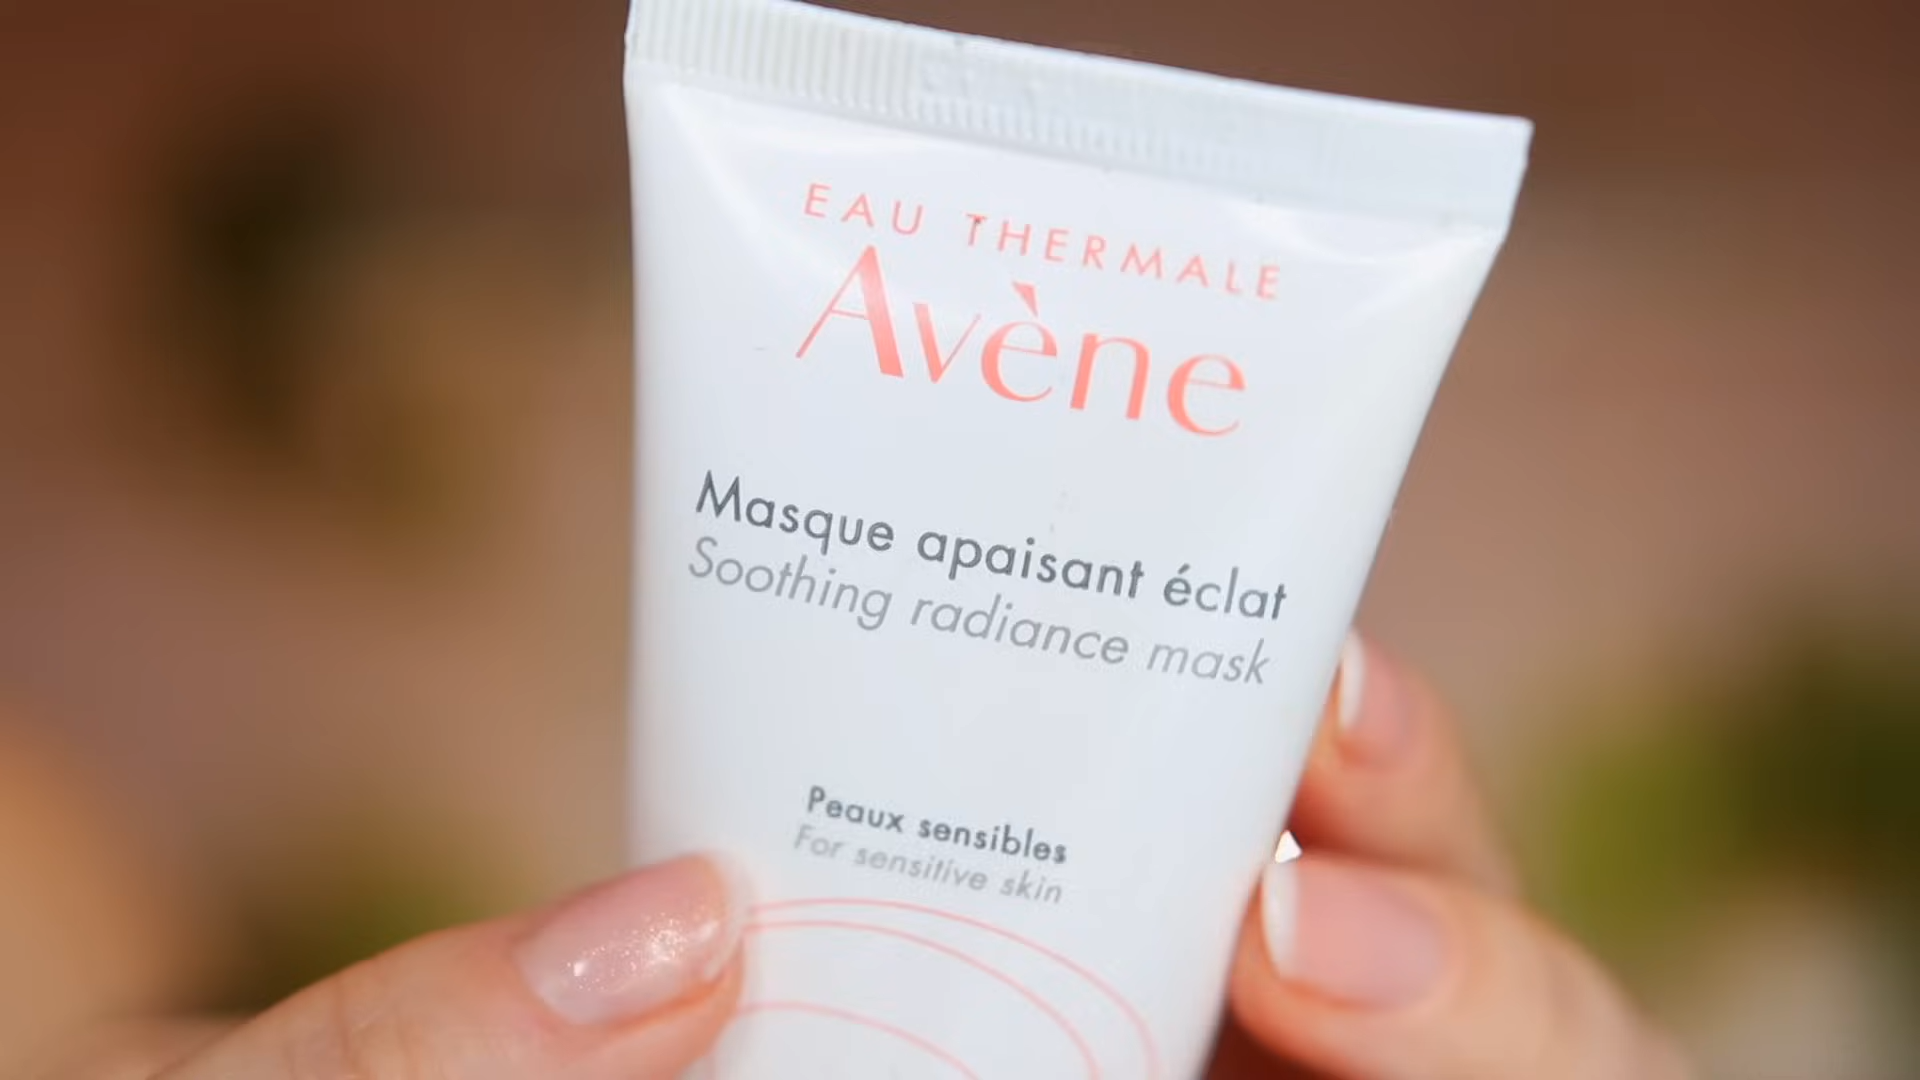 EAU THERMALE
Avène
Masque apaisant éclat
Soothing radiance mask
Peaux sensibles
For sensitive skin